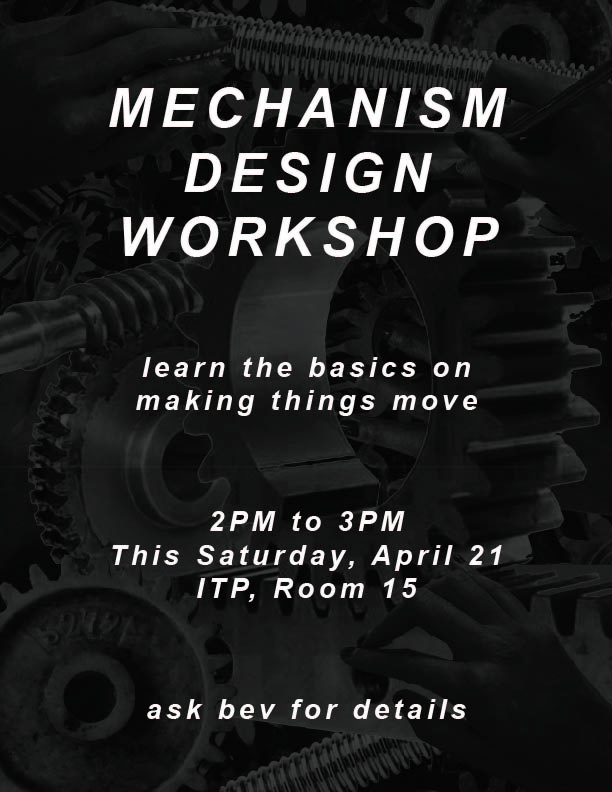 MECHANISM
DESIGN
WORKSHOP
learn the basics on
making things move
2PM to 3PM
This Saturday, April 21
ITP, Room 15
ask bev for details